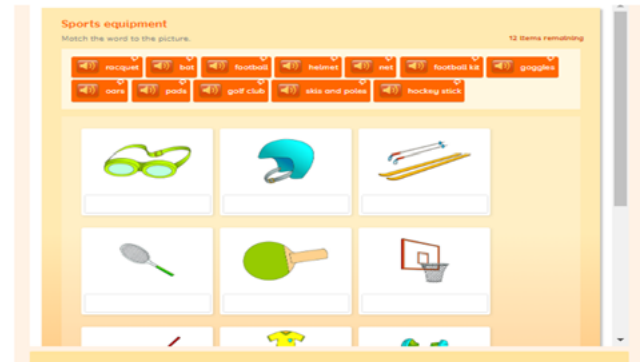 Sports equipment
Match the word to the picture.
12 items remaining
racquet bat football helmet net football kit goggles
oars pads golf club skis and poles hockey stick